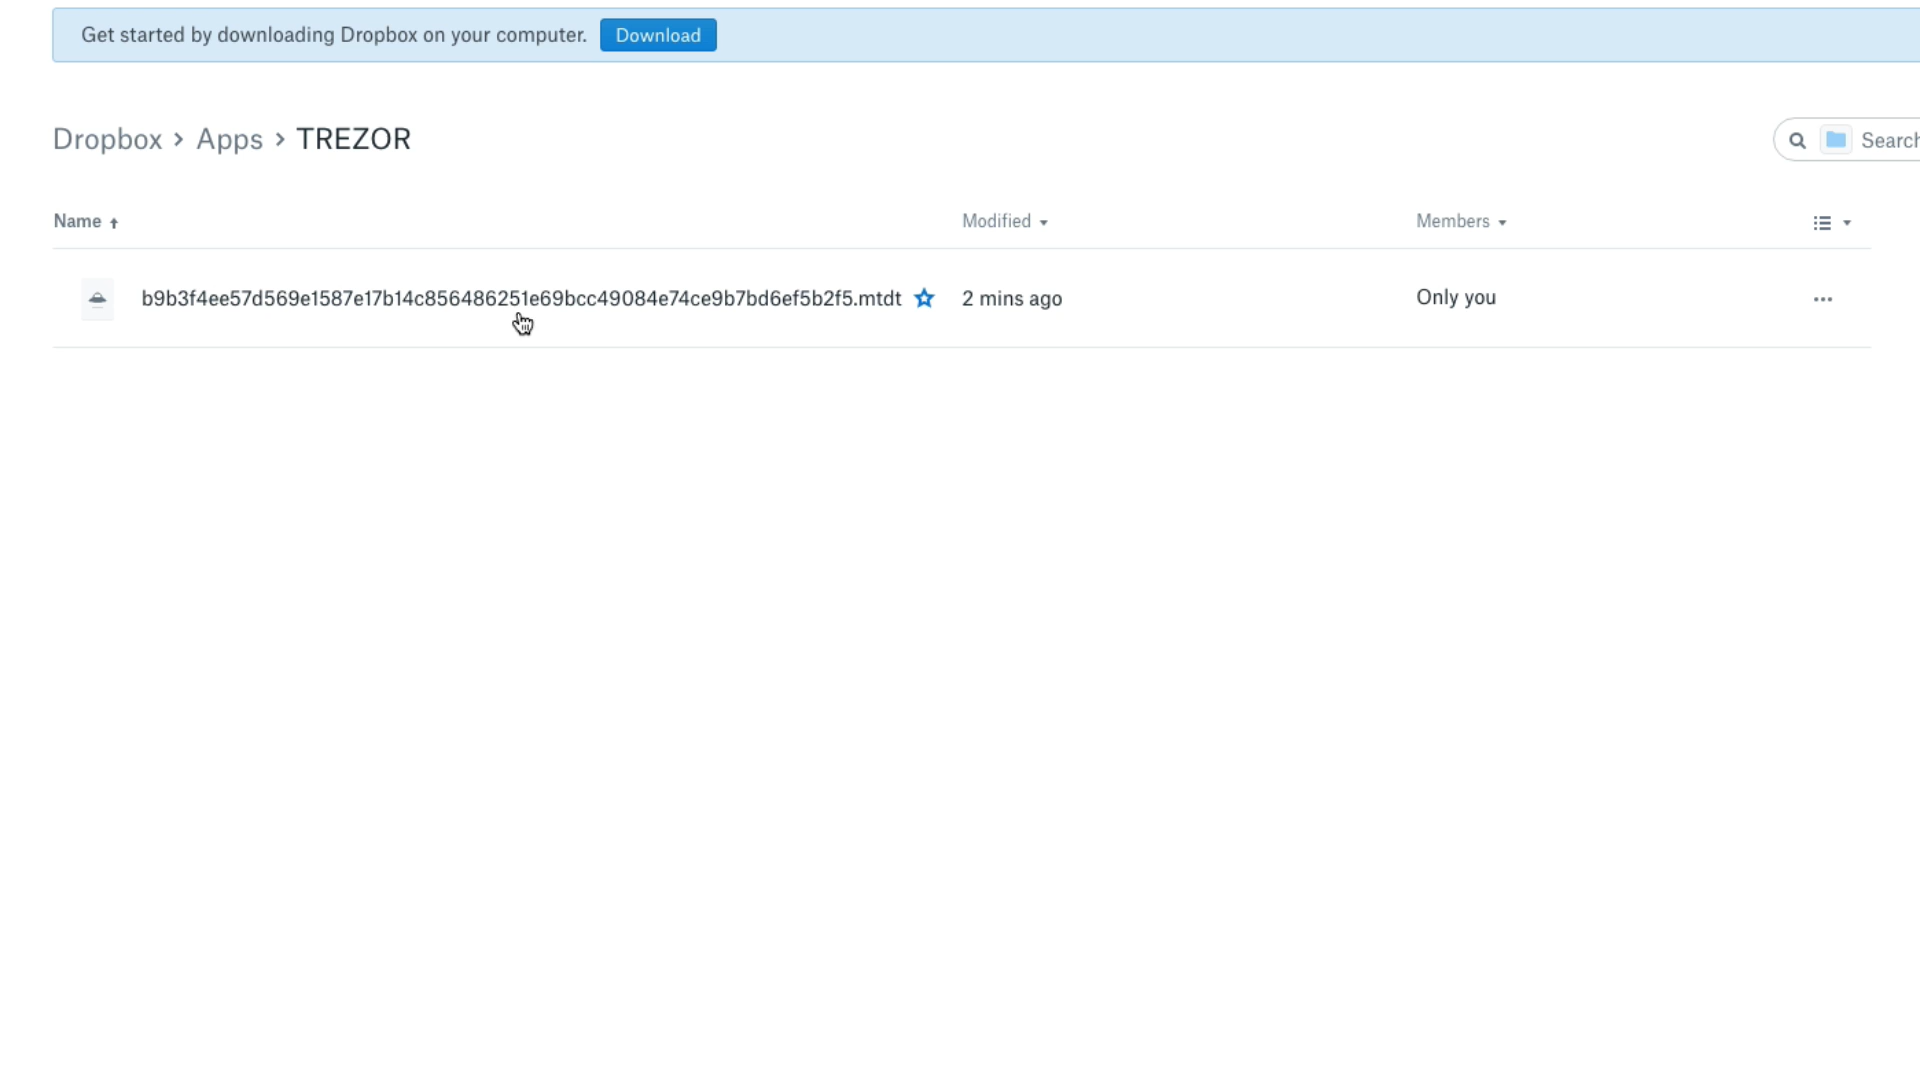 Get started by downloading Dropbox on your computer. Download
Dropbox > Apps > TREZOR
Search
Name Modified Members
b9b3f4ee57d569e1587e17b14c856486251e69bcc49084e74ce9b7bd6ef5b2f5.mtdt 2 mins ago Only you